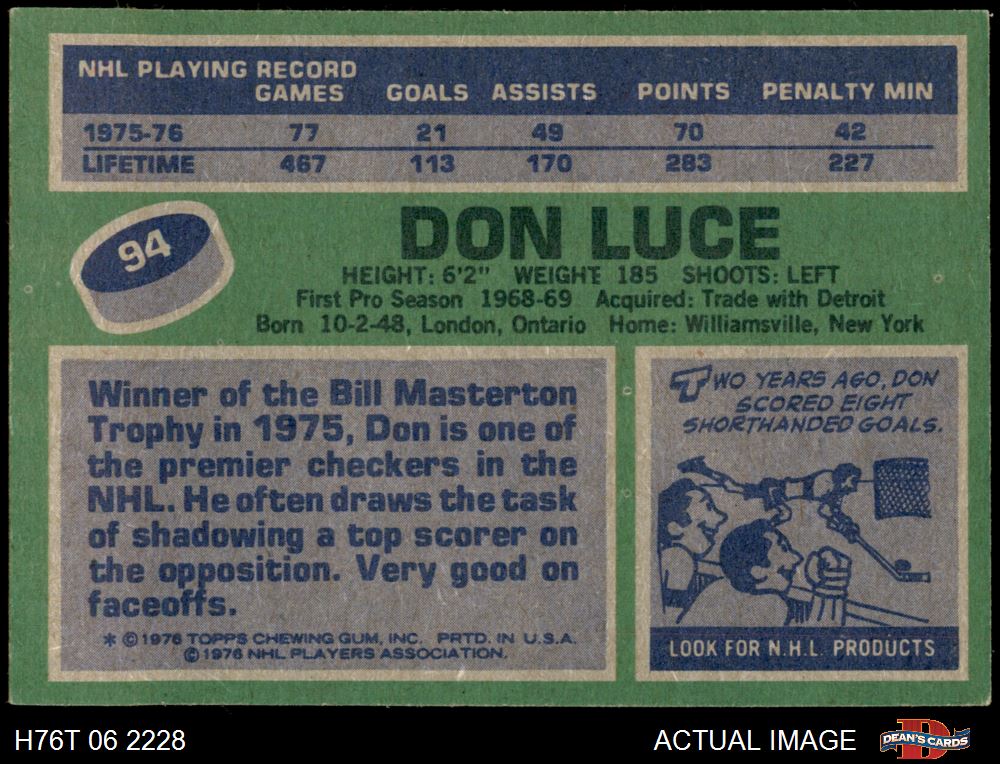 NHL PLAYING RECORD
GAMES GOALS ASSISTS POINTS PENALTY MIN
1975-76 77 21 49 70 42
LIFETIME 467 113 170 283 227
94
DON LUCE
HEIGHT: 6'2" WEIGHT 185 SHOOTS: LEFT
First Pro Season 1968-69 Acquired: Trade with Detroit
Born 10-2-48, London, Ontario Home: Williamsville, New York
Winner of the Bill Masterton
Trophy in 1975, Don is one of
the premier checkers in the
NHL. He often draws the task
of shadowing a top scorer on
the opposition. Very good on
faceoffs.
* © 1976 TOPPS CHEWING GUM, INC. PRTD. IN U.S.A.
© 1976 NHL PLAYERS ASSOCIATION.
TWO YEARS AGO, DON
SCORED EIGHT
SHORTHANDED GOALS.
LOOK FOR N.H.L. PRODUCTS
H76T 06 2228 ACTUAL IMAGE
D
DEAN'S CARDS